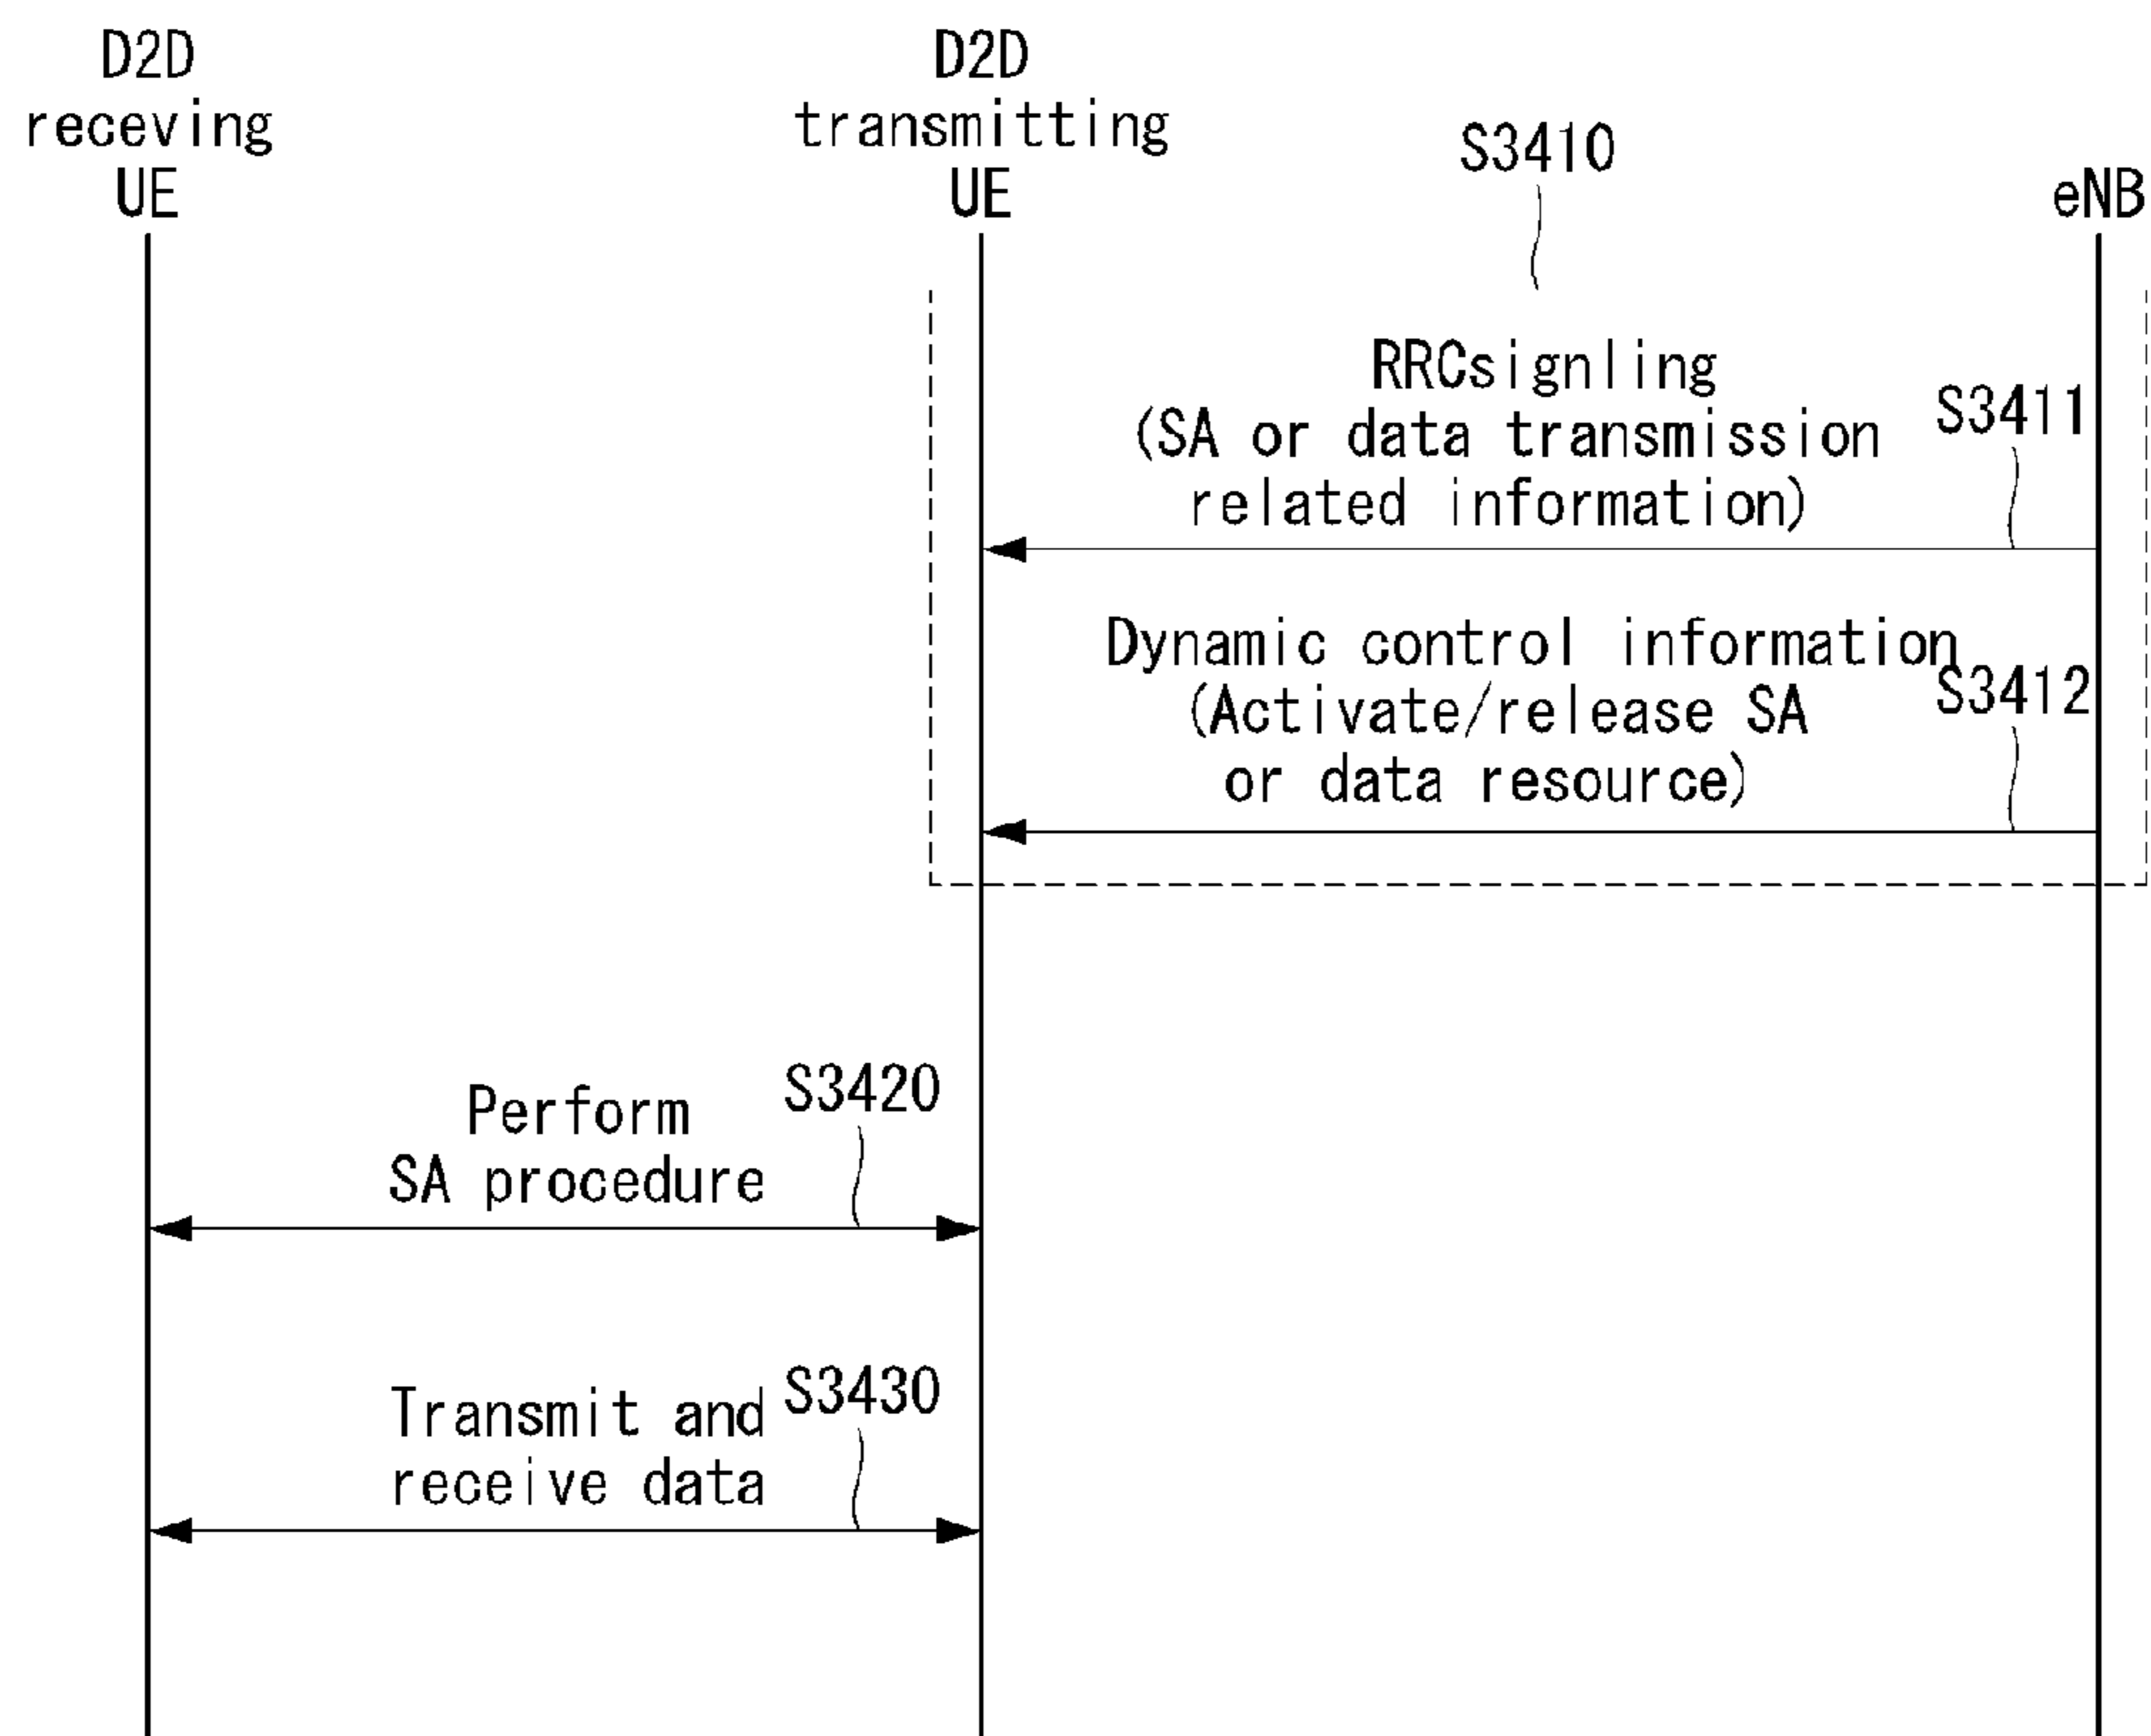 D2D
receving
UE
D2D
transmitting
UE
eNB
S3410
RRCsignling
(SA or data transmission
related information)
S3411
Dynamic control information
(Activate/release SA
or data resource)
S3412
Perform
SA procedure
S3420
Transmit and
receive data
S3430